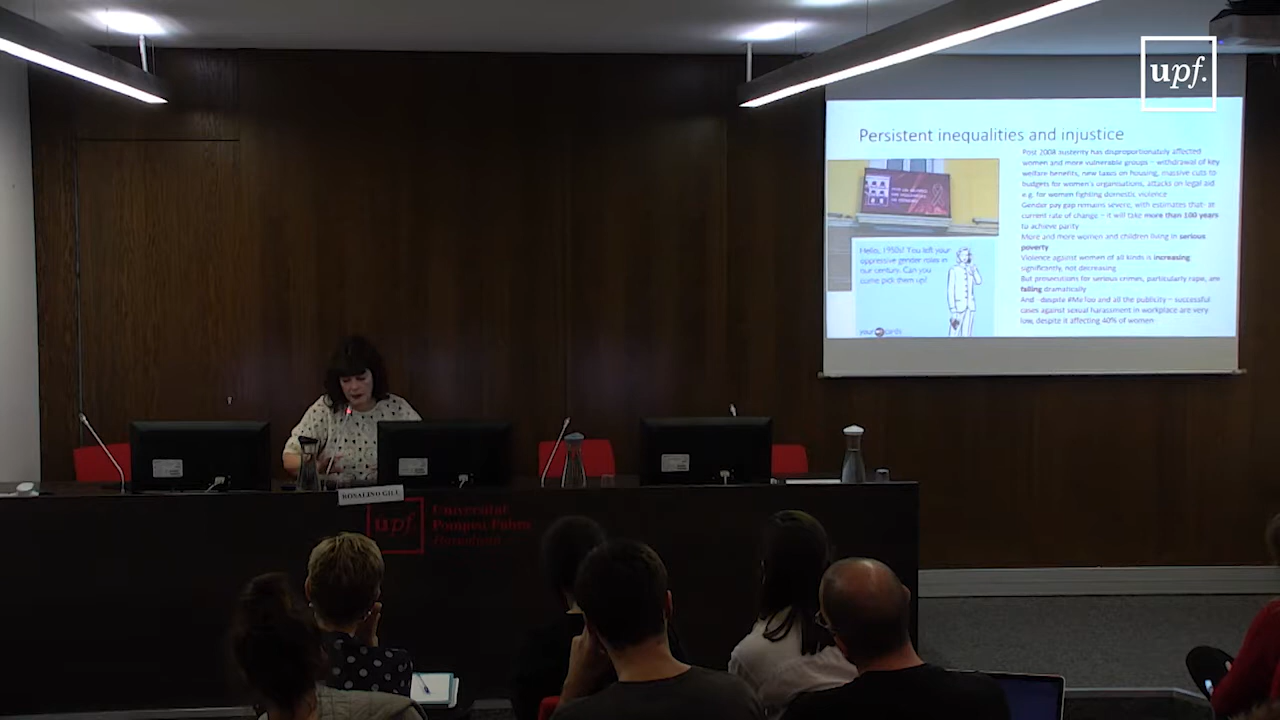 upf.
Persistent inequalities and injustice
Post 2008 austerity has disproportionately affected
women and more vulnerable groups – withdrawal of key
welfare benefits, new taxes on housing, massive cuts to
budgets for women's organisations, attacks on legal aid
e.g. for women fighting domestic violence
Gender pay gap remains severe, with estimates that- at
current rate of change – it will take more than 100 years
to achieve parity
More and more women and children living in serious
poverty
Violence against women of all kinds is increasing
significantly, not decreasing
But prosecutions for serious crimes, particularly rape, are
falling dramatically
And -despite #MeToo and all the publicity – successful
cases against sexual harassment in workplace are very
low, despite it affecting 40% of women
Hello, 1950s? You left your
oppressive gender roles in
our century. Can you
come pick them up?
your cards
ROSALIND GILL
upf.
Universitat
Pompeu Fabra
Barcelona